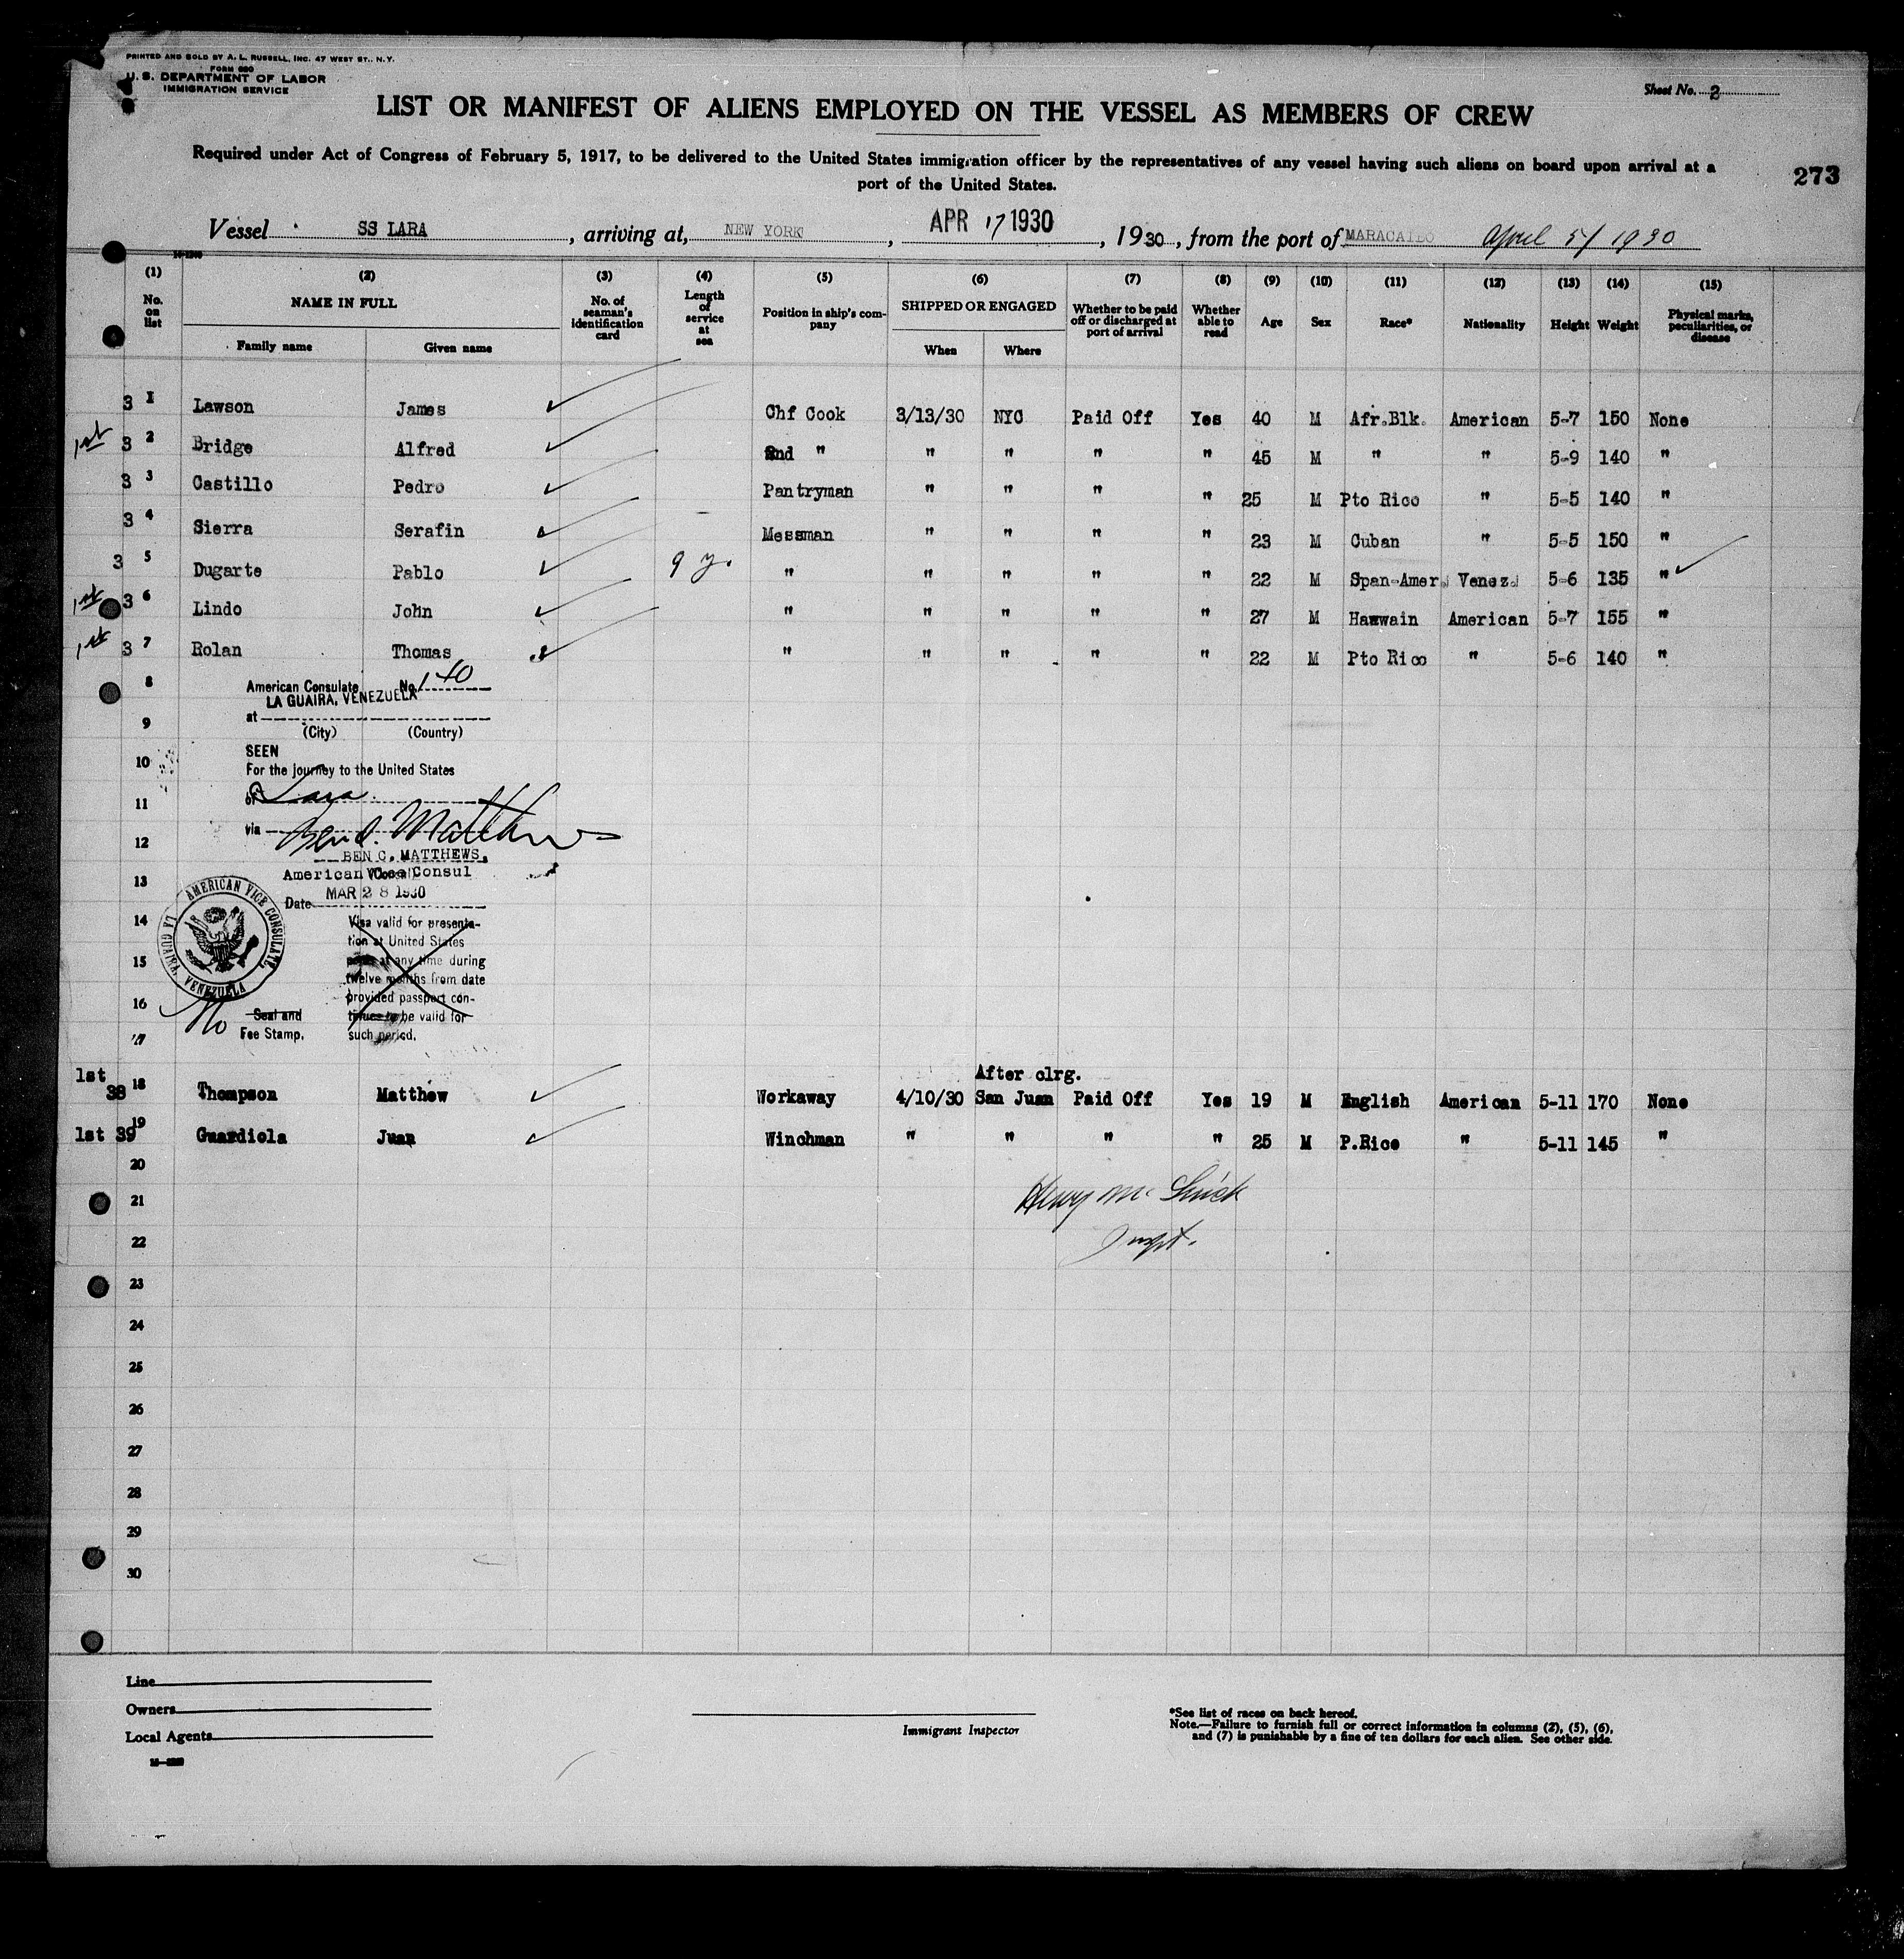 PRINTED AND SOLD BY A. L. RUSSELL, INC. 47 WEST ST., N.Y.
FORM 680
U. S. DEPARTMENT OF LABOR
IMMIGRATION SERVICE
Sheet No. 2
LIST OR MANIFEST OF ALIENS EMPLOYED ON THE VESSEL AS MEMBERS OF CREW
Required under Act of Congress of February 5, 1917, to be delivered to the United States immigration officer by the representatives of any vessel having such aliens on board upon arrival at a
port of the United States.
273
Vessel SS LARA, arriving at, NEW YORK, APR 17 1930, 1930, from the port of MARACAIBO April 5/ 1930
(1) (2) (3) (4) (5) (6) (7) (8) (9) (10) (11) (12) (13) (14) (15)
No. on list NAME IN FULL Family name Given name No. of seaman's identification card Length of service at sea Position in ship's company SHIPPED OR ENGAGED When Where Whether to be paid off or discharged at port of arrival Whether able to read Age Sex Race* Nationality Height Weight Physical marks, peculiarities, or disease
3 1 Lawson James Chf Cook 3/13/30 NYC Paid Off Yes 40 M Afr.Blk. American 5-7 150 None
1st 3 2 Bridge Alfred 2nd " " " " " 45 M " " 5-9 140 "
3 3 Castillo Pedro Pantryman " " " " 25 M Pto Rico " 5-5 140 "
3 4 Sierra Serafin Messman " " " " 23 M Cuban " 5-5 150 "
3 5 Dugarte Pablo 9 y. " " " " " 22 M Span-Amer. Venez. 5-6 135 "
1st 3 6 Lindo John " " " " " 27 M Hawwain American 5-7 155 "
1st 3 7 Rolan Thomas " " " " " 22 M Pto Rico " 5-6 140 "
8
American Consulate No. 140
LA GUAIRA, VENEZUELA
9
at
(City) (Country)
10
SEEN
For the journey to the United States
11
of Lara
12
via
Ben C. Matthews
BEN C. MATTHEWS,
13
American Vice Consul
Date MAR 28 1930
AMERICAN VICE CONSULATE, LA GUAIRA, VENEZUELA
14
Visa valid for presenta-
tion at United States
15
ports at any time during
twelve months from date
16
provided passport con-
tinues to be valid for
such period.
No Seal and
Fee Stamp.
17
After clrg.
1st 38 18 Thompson Matthew Workaway 4/10/30 San Juan Paid Off Yes 19 M English American 5-11 170 None
1st 39 19 Guardiola Juan Winchman " " " " 25 M P.Rico " 5-11 145 "
20
21
Henry Mc
22
Inspt.
23
24
25
26
27
28
29
30
Line
Owners
Local Agents
Immigrant Inspector
*See list of races on back hereof.
Note.—Failure to furnish full or correct information in columns (2), (5), (6),
and (7) is punishable by a fine of ten dollars for each alien. See other side.